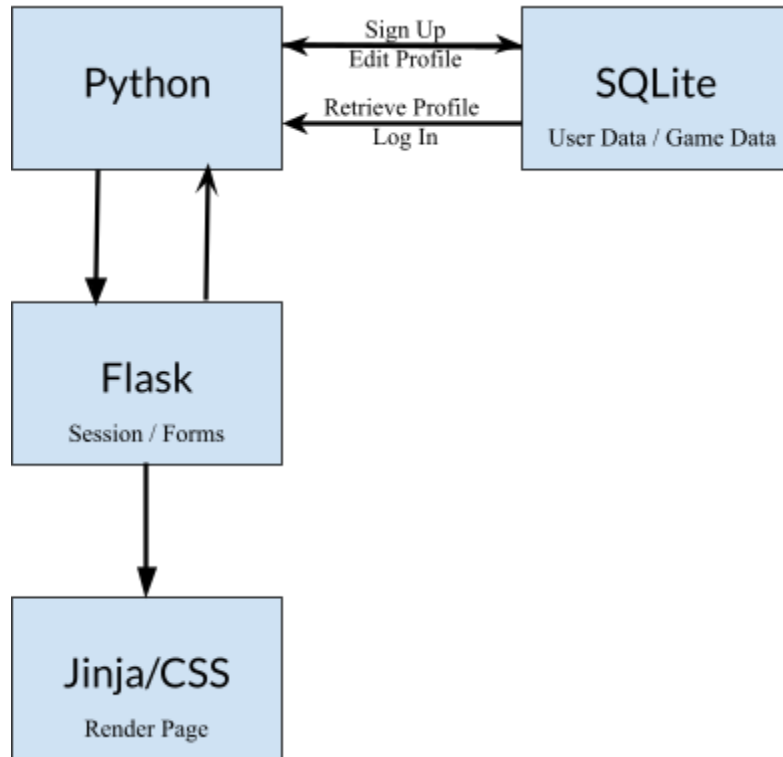 Python
Sign Up
Edit Profile
Retrieve Profile
Log In
SQLite
User Data / Game Data
Flask
Session / Forms
Jinja/CSS
Render Page